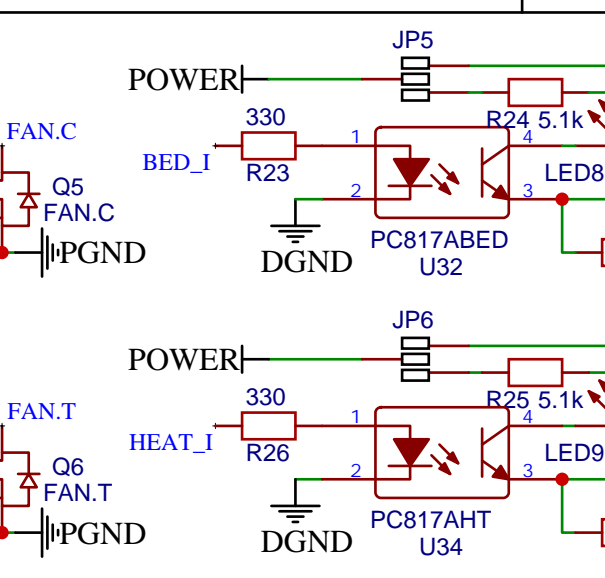 JP5
POWER
330
R24 5.1k
FAN.C
1
4
BED_I
R23
LED8
Q5
FAN.C
2
3
PC817ABED
U32
PGND
DGND
JP6
POWER
330
R25 5.1k
FAN.T
1
4
HEAT_I
R26
LED9
Q6
FAN.T
2
3
PC817AHT
U34
PGND
DGND